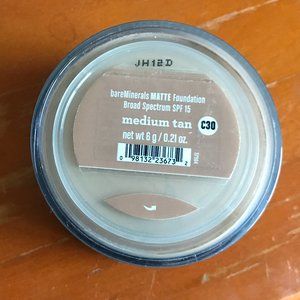 JH12D
bareMinerals MATTE Foundation
Broad Spectrum SPF 15
medium tan C30
net wt 6 g / 0.21 oz.
0 98132 23673 2